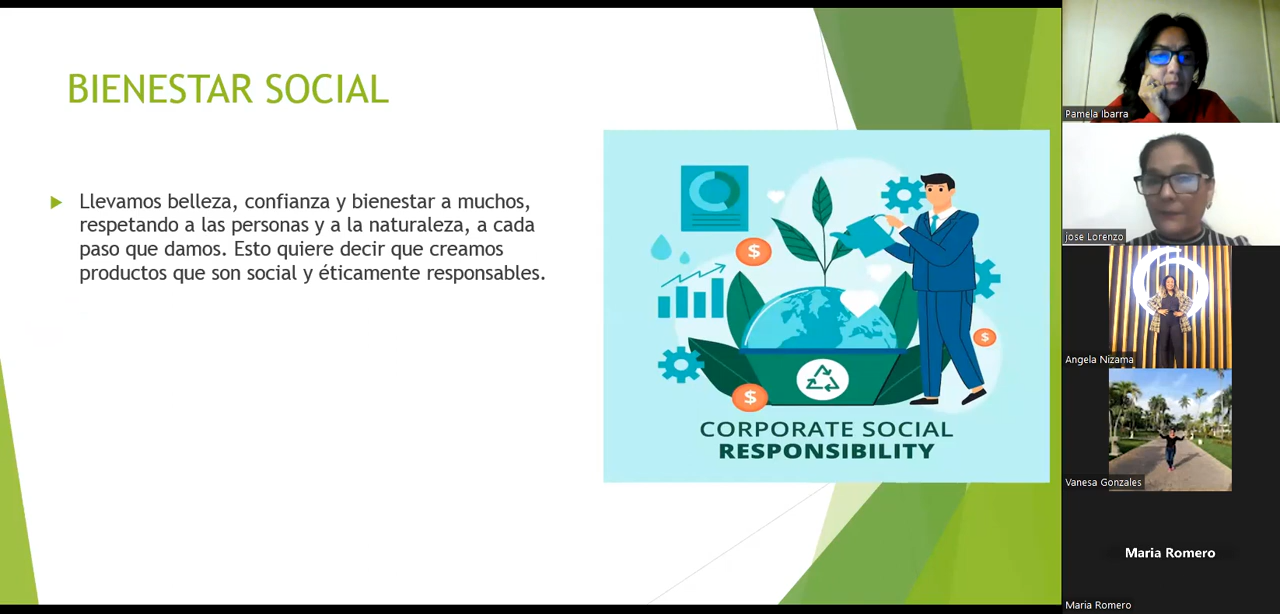 BIENESTAR SOCIAL
Llevamos belleza, confianza y bienestar a muchos,
respetando a las personas y a la naturaleza, a cada
paso que damos. Esto quiere decir que creamos
productos que son social y éticamente responsables.
$
$
$
CORPORATE SOCIAL
RESPONSIBILITY
Pamela Ibarra
jose Lorenzo
Angela Nizama
Vanesa Gonzales
Maria Romero
Maria Romero